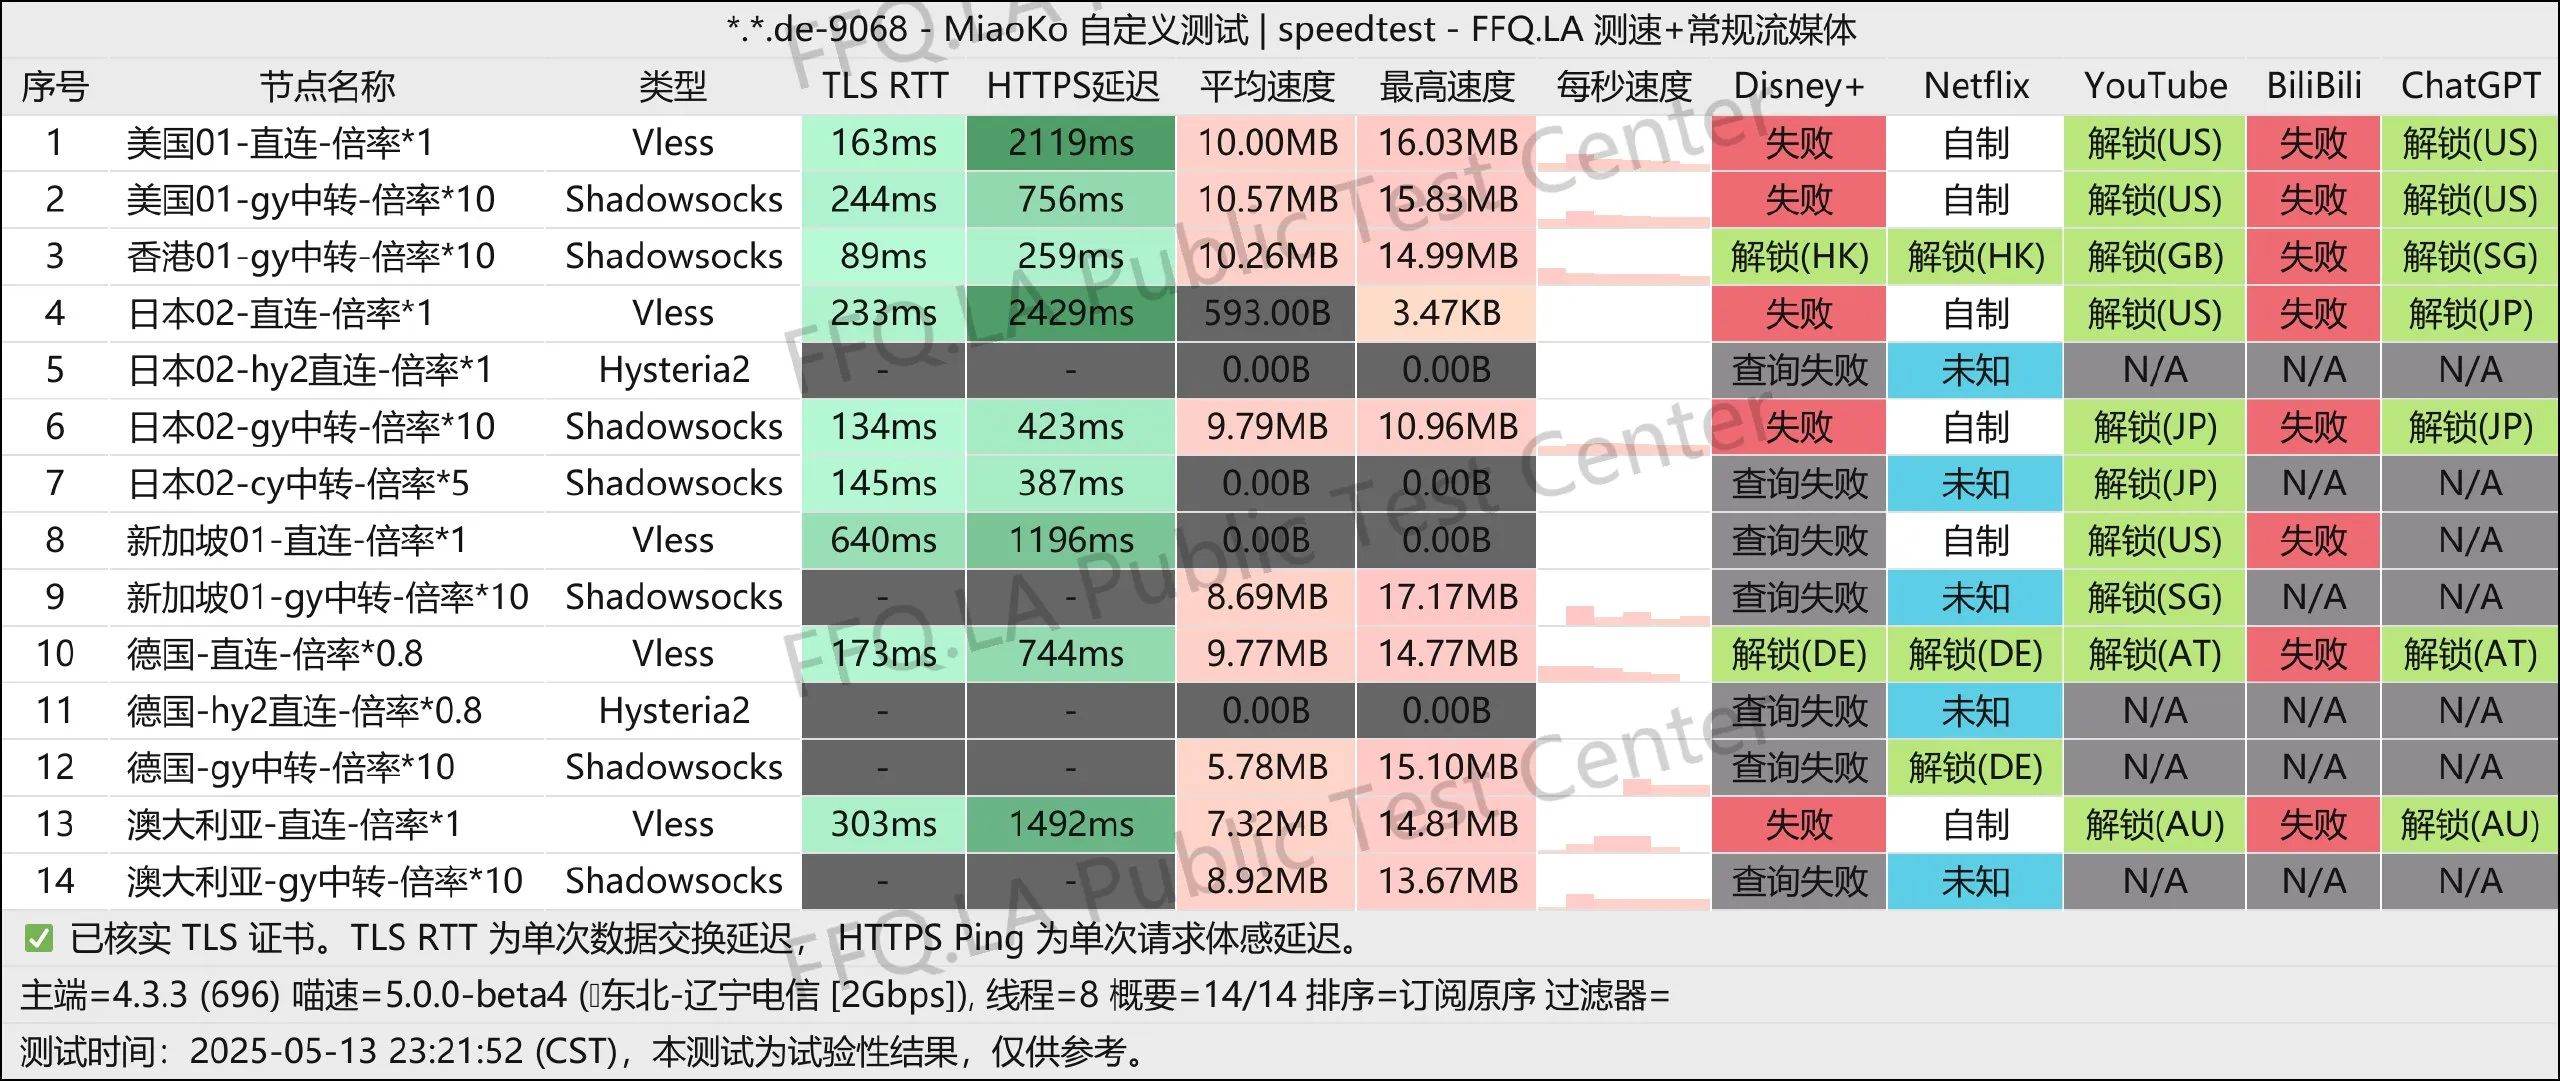 *.*.de-9068 - MiaoKo 自定义测试 | speedtest - FFQ.LA 测速+常规流媒体
序号 节点名称 类型 TLS RTT HTTPS延迟 平均速度 最高速度 每秒速度 Disney+ Netflix YouTube BiliBili ChatGPT
1 美国01-直连-倍率*1 Vless 163ms 2119ms 10.00MB 16.03MB 失败 自制 解锁(US) 失败 解锁(US)
2 美国01-gy中转-倍率*10 Shadowsocks 244ms 756ms 10.57MB 15.83MB 失败 自制 解锁(US) 失败 解锁(US)
3 香港01-gy中转-倍率*10 Shadowsocks 89ms 259ms 10.26MB 14.99MB 解锁(HK) 解锁(HK) 解锁(GB) 失败 解锁(SG)
4 日本02-直连-倍率*1 Vless 233ms 2429ms 593.00B 3.47KB 失败 自制 解锁(US) 失败 解锁(JP)
5 日本02-hy2直连-倍率*1 Hysteria2 - - 0.00B 0.00B 查询失败 未知 N/A N/A N/A
6 日本02-gy中转-倍率*10 Shadowsocks 134ms 423ms 9.79MB 10.96MB 失败 自制 解锁(JP) 失败 解锁(JP)
7 日本02-cy中转-倍率*5 Shadowsocks 145ms 387ms 0.00B 0.00B 查询失败 未知 解锁(JP) N/A N/A
8 新加坡01-直连-倍率*1 Vless 640ms 1196ms 0.00B 0.00B 查询失败 自制 解锁(US) 失败 N/A
9 新加坡01-gy中转-倍率*10 Shadowsocks - - 8.69MB 17.17MB 查询失败 未知 解锁(SG) N/A N/A
10 德国-直连-倍率*0.8 Vless 173ms 744ms 9.77MB 14.77MB 解锁(DE) 解锁(DE) 解锁(AT) 失败 解锁(AT)
11 德国-hy2直连-倍率*0.8 Hysteria2 - - 0.00B 0.00B 查询失败 未知 N/A N/A N/A
12 德国-gy中转-倍率*10 Shadowsocks - - 5.78MB 15.10MB 查询失败 解锁(DE) N/A N/A N/A
13 澳大利亚-直连-倍率*1 Vless 303ms 1492ms 7.32MB 14.81MB 失败 自制 解锁(AU) 失败 解锁(AU)
14 澳大利亚-gy中转-倍率*10 Shadowsocks - - 8.92MB 13.67MB 查询失败 未知 N/A N/A N/A
✅ 已核实 TLS 证书。TLS RTT 为单次数据交换延迟， HTTPS Ping 为单次请求体感延迟。
主端=4.3.3 (696) 喵速=5.0.0-beta4 (东北-辽宁电信 [2Gbps]), 线程=8 概要=14/14 排序=订阅原序 过滤器=
测试时间：2025-05-13 23:21:52 (CST)，本测试为试验性结果，仅供参考。
FFQ.LA Public Test Center
FFQ.LA Public Test Center
FFQ.LA Public Test Center